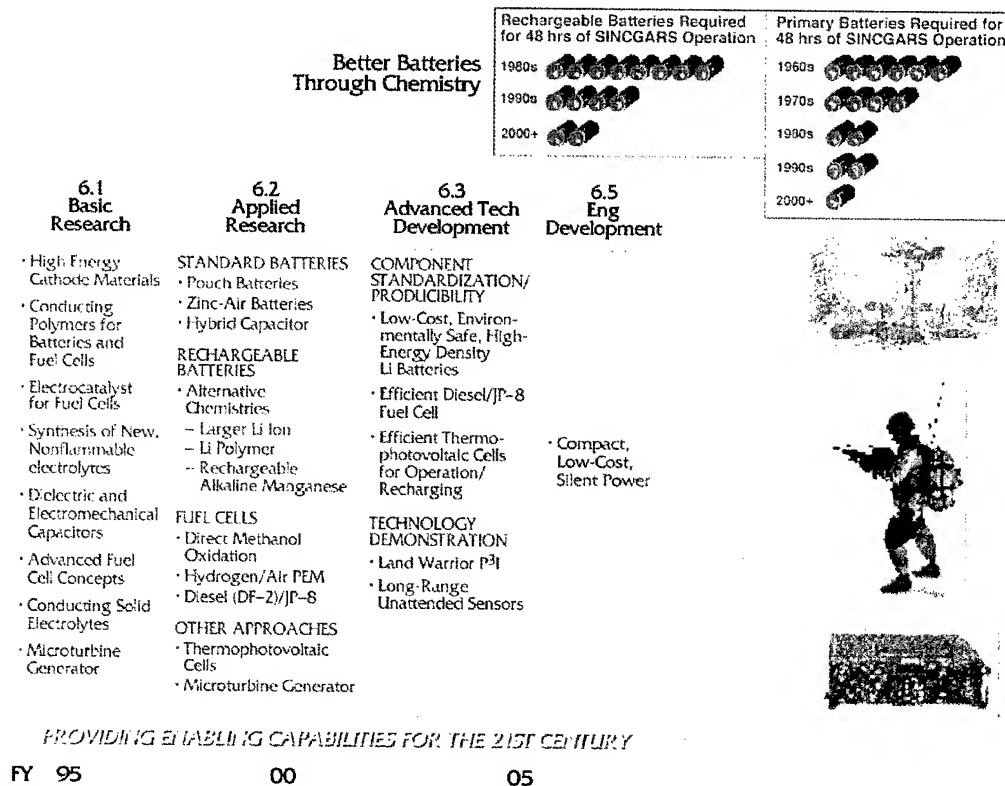 Better Batteries
Through Chemistry
Rechargeable Batteries Required
for 48 hrs of SINCGARS Operation
1980s
1990s
2000+
Primary Batteries Required for
48 hrs of SINCGARS Operation
1960s
1970s
1980s
1990s
2000+
6.1
Basic
Research
• High Energy
Cathode Materials
• Conducting
Polymers for
Batteries and
Fuel Cells
• Electrocatalyst
for Fuel Cells
• Synthesis of New,
Nonflammable
electrolytes
• Dielectric and
Electromechanical
Capacitors
• Advanced Fuel
Cell Concepts
• Conducting Solid
Electrolytes
• Microturbine
Generator
6.2
Applied
Research
STANDARD BATTERIES
• Pouch Batteries
• Zinc-Air Batteries
• Hybrid Capacitor
RECHARGEABLE
BATTERIES
• Alternative
Chemistries
– Larger Li Ion
– Li Polymer
– Rechargeable
Alkaline Manganese
FUEL CELLS
• Direct Methanol
Oxidation
• Hydrogen/Air PEM
• Diesel (DF–2)/JP–8
OTHER APPROACHES
• Thermophotovoltaic
Cells
• Microturbine Generator
6.3
Advanced Tech
Development
COMPONENT
STANDARDIZATION/
PRODUCIBILITY
• Low-Cost, Environ-
mentally Safe, High-
Energy Density
Li Batteries
• Efficient Diesel/JP–8
Fuel Cell
• Efficient Thermo-
photovoltaic Cells
for Operation/
Recharging
TECHNOLOGY
DEMONSTRATION
• Land Warrior P³I
• Long-Range
Unattended Sensors
6.5
Eng
Development
• Compact,
Low-Cost,
Silent Power
PROVIDING ENABLING CAPABILITIES FOR THE 21ST CENTURY
FY 95 00 05